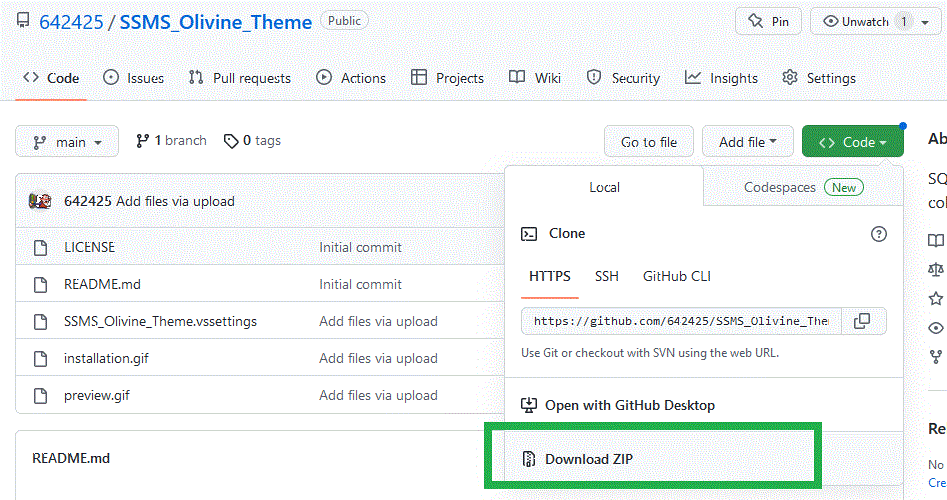 642425 / SSMS_Olivine_Theme Public Pin Unwatch 1
Code Issues Pull requests Actions Projects Wiki Security Insights Settings
main 1 branch 0 tags Go to file Add file Code
Ab
642425 Add files via upload
LICENSE Initial commit
README.md Initial commit
SSMS_Olivine_Theme.vssettings Add files via upload
installation.gif Add files via upload
preview.gif Add files via upload
README.md
Local Codespaces New
Clone
HTTPS SSH GitHub CLI
https://github.com/642425/SSMS_Olivine_The
Use Git or checkout with SVN using the web URL.
Open with GitHub Desktop
Download ZIP
SQ
col
Re
No
Cre